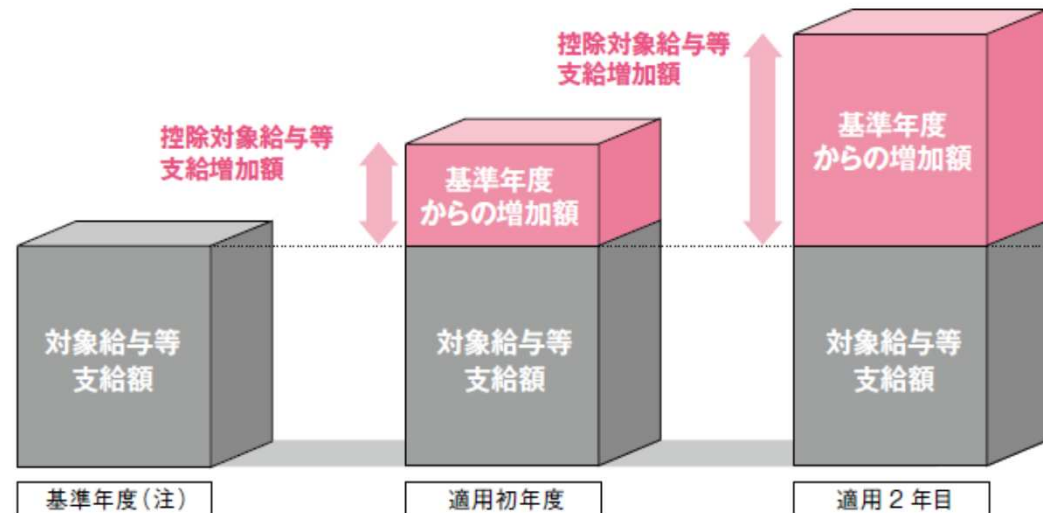 控除対象給与等
支給増加額
基準年度
からの増加額
控除対象給与等
支給増加額
基準年度
からの増加額
対象給与等
支給額
対象給与等
支給額
対象給与等
支給額
基準年度(注)
適用初年度
適用2年目